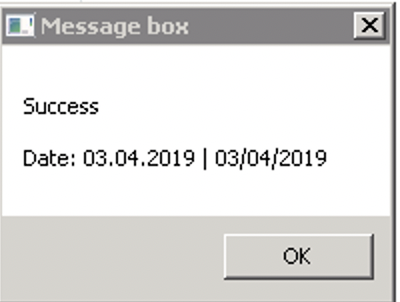 Message box
Success
Date: 03.04.2019 | 03/04/2019
OK